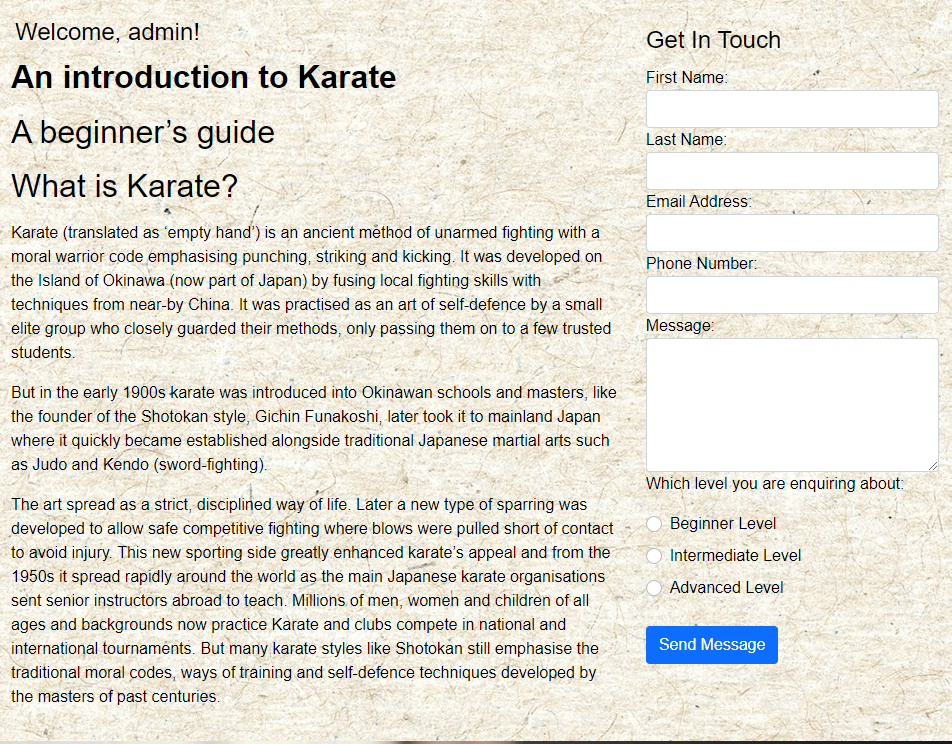 Welcome, admin!
An introduction to Karate
A beginner’s guide
What is Karate?
Karate (translated as ‘empty hand’) is an ancient method of unarmed fighting with a
moral warrior code emphasising punching, striking and kicking. It was developed on
the Island of Okinawa (now part of Japan) by fusing local fighting skills with
techniques from near-by China. It was practised as an art of self-defence by a small
elite group who closely guarded their methods, only passing them on to a few trusted
students.
But in the early 1900s karate was introduced into Okinawan schools and masters, like
the founder of the Shotokan style, Gichin Funakoshi, later took it to mainland Japan
where it quickly became established alongside traditional Japanese martial arts such
as Judo and Kendo (sword-fighting).
The art spread as a strict, disciplined way of life. Later a new type of sparring was
developed to allow safe competitive fighting where blows were pulled short of contact
to avoid injury. This new sporting side greatly enhanced karate’s appeal and from the
1950s it spread rapidly around the world as the main Japanese karate organisations
sent senior instructors abroad to teach. Millions of men, women and children of all
ages and backgrounds now practice Karate and clubs compete in national and
international tournaments. But many karate styles like Shotokan still emphasise the
traditional moral codes, ways of training and self-defence techniques developed by
the masters of past centuries.
Get In Touch
First Name:
Last Name:
Email Address:
Phone Number:
Message:
Which level you are enquiring about:
Beginner Level
Intermediate Level
Advanced Level
Send Message